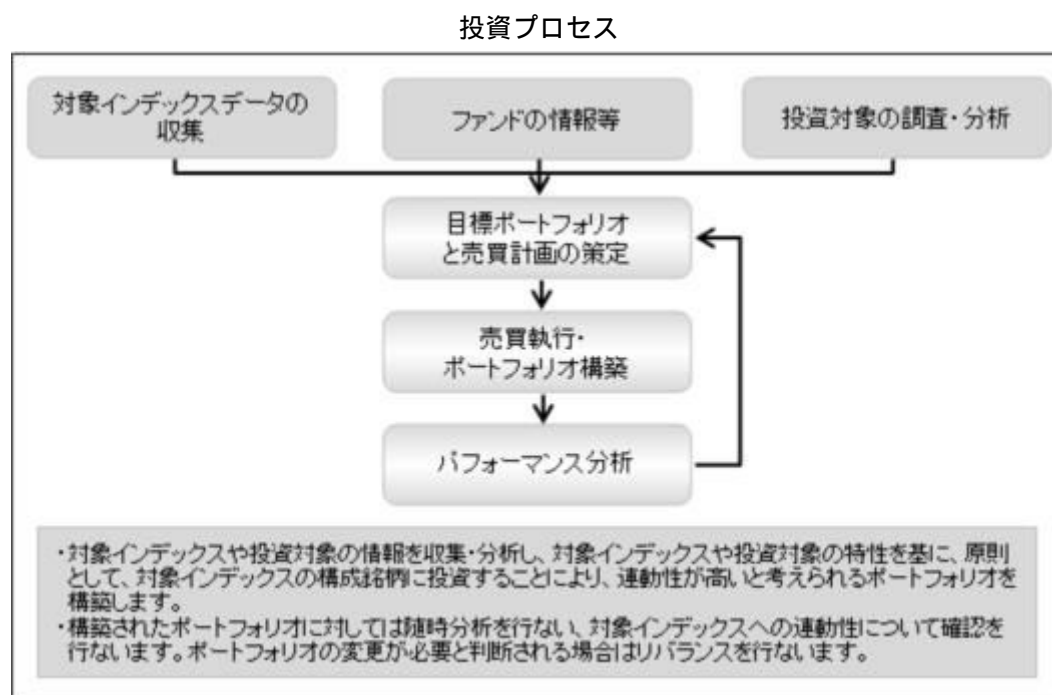 投資プロセス
対象インデックスデータの
収集
ファンドの情報等
投資対象の調査・分析
目標ポートフォリオ
と売買計画の策定
売買執行・
ポートフォリオ構築
パフォーマンス分析
・対象インデックスや投資対象の情報を収集・分析し、対象インデックスや投資対象の特性を基に、原則
として、対象インデックスの構成銘柄に投資することにより、連動性が高いと考えられるポートフォリオを
構築します。
・構築されたポートフォリオに対しては随時分析を行ない、対象インデックスへの連動性について確認を
行ないます。ポートフォリオの変更が必要と判断される場合はリバランスを行ないます。